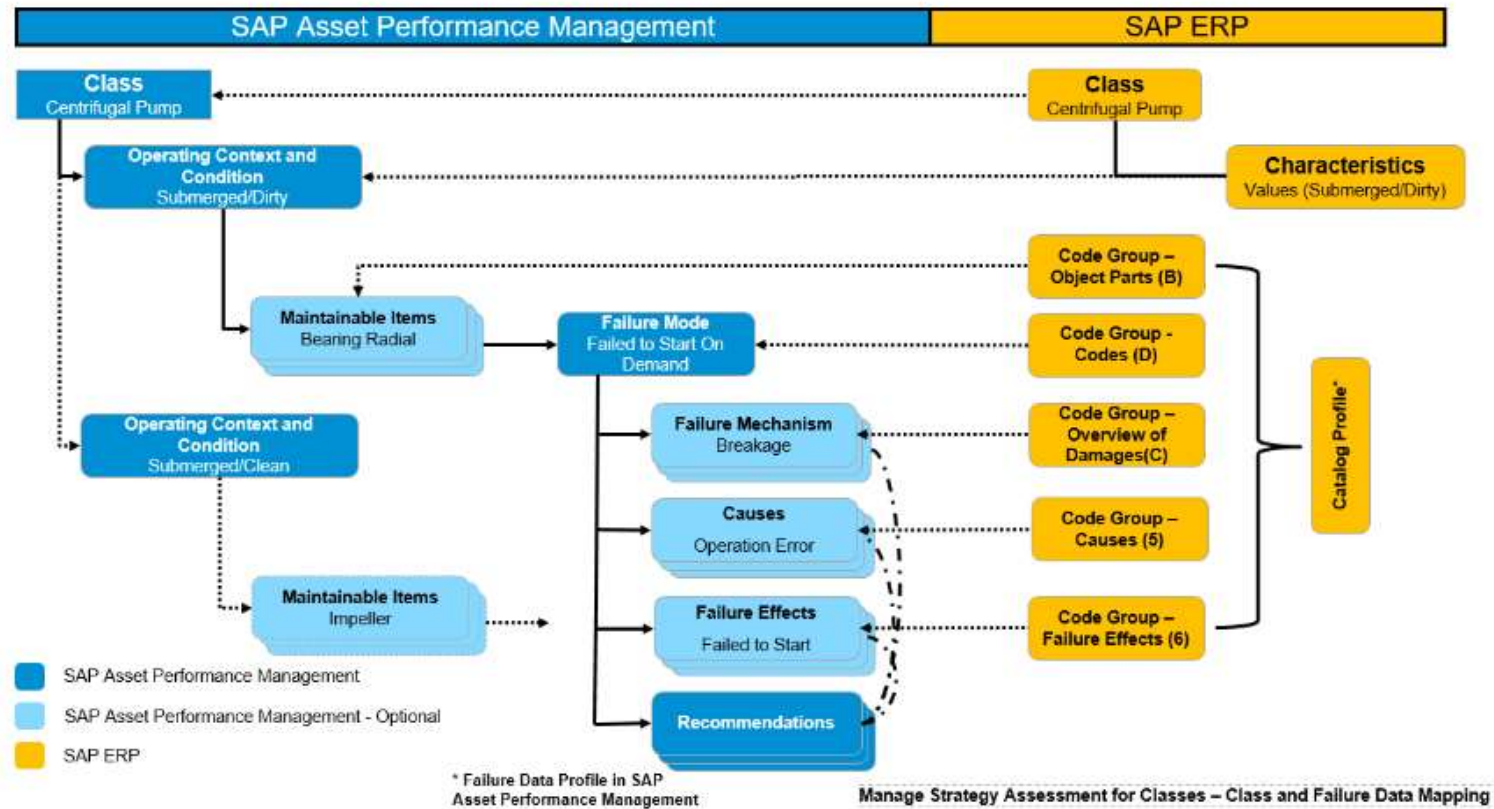 SAP Asset Performance Management
SAP ERP
Class
Centrifugal Pump
Class
Centrifugal Pump
Operating Context and
Condition
Submerged/Dirty
Characteristics
Values (Submerged/Dirty)
Code Group –
Object Parts (B)
Maintainable Items
Bearing Radial
Failure Mode
Failed to Start On
Demand
Code Group -
Codes (D)
Operating Context and
Condition
Submerged/Clean
Failure Mechanism
Breakage
Code Group –
Overview of
Damages(C)
Catalog Profile*
Causes
Operation Error
Code Group –
Causes (5)
Maintainable Items
Impeller
Failure Effects
Failed to Start
Code Group –
Failure Effects (6)
Recommendations
SAP Asset Performance Management
SAP Asset Performance Management - Optional
SAP ERP
* Failure Data Profile in SAP
Asset Performance Management
Manage Strategy Assessment for Classes – Class and Failure Data Mapping